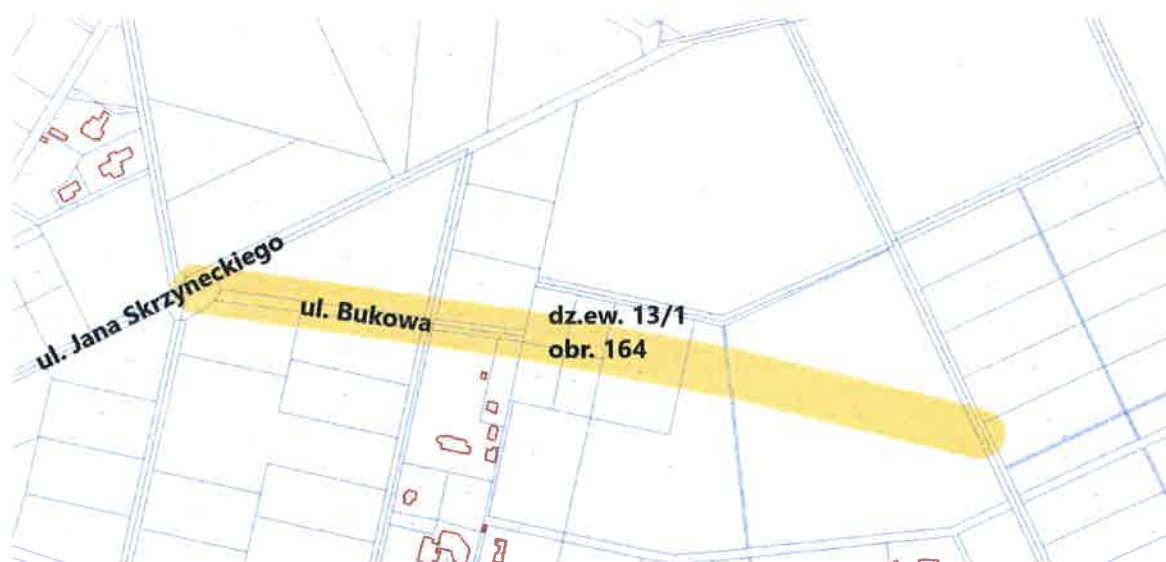 ul. Jana Skrzyneckiego
ul. Bukowa
dz.ew. 13/1
obr. 164